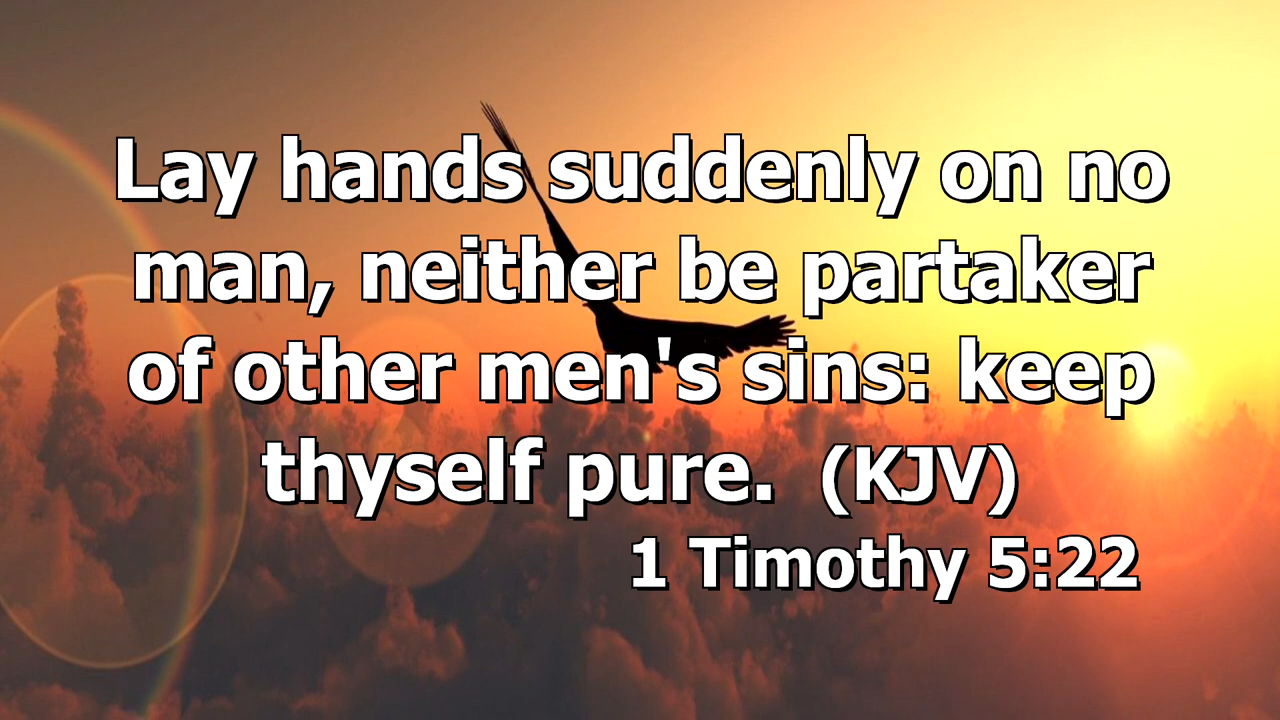 Lay hands suddenly on no
man, neither be partaker
of other men's sins: keep
thyself pure.  (KJV)
1 Timothy 5:22